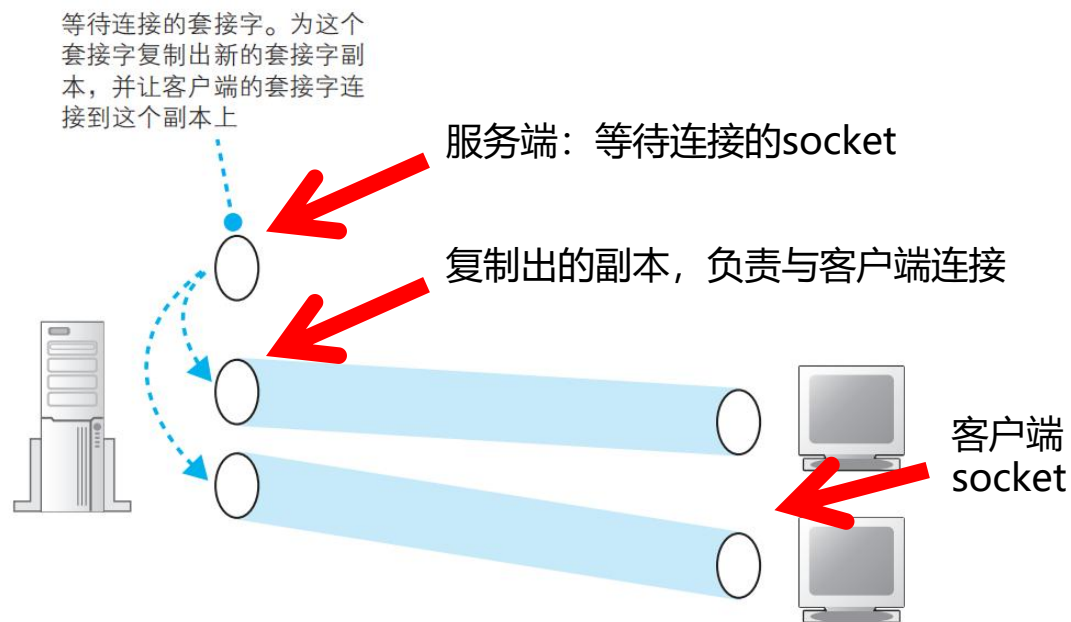 等待连接的套接字。为这个
套接字复制出新的套接字副
本，并让客户端的套接字连
接到这个副本上
服务端：等待连接的socket
复制出的副本，负责与客户端连接
客户端
socket